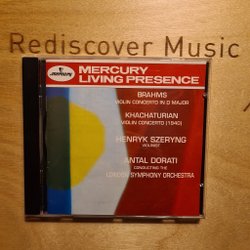 Rediscover Music
MERCURY
LIVING PRESENCE
BRAHMS
VIOLIN CONCERTO IN D MAJOR
KHACHATURIAN
VIOLIN CONCERTO (1940)
HENRYK SZERYNG
VIOLINIST
ANTAL DORATI
CONDUCTING THE
LONDON SYMPHONY ORCHESTRA